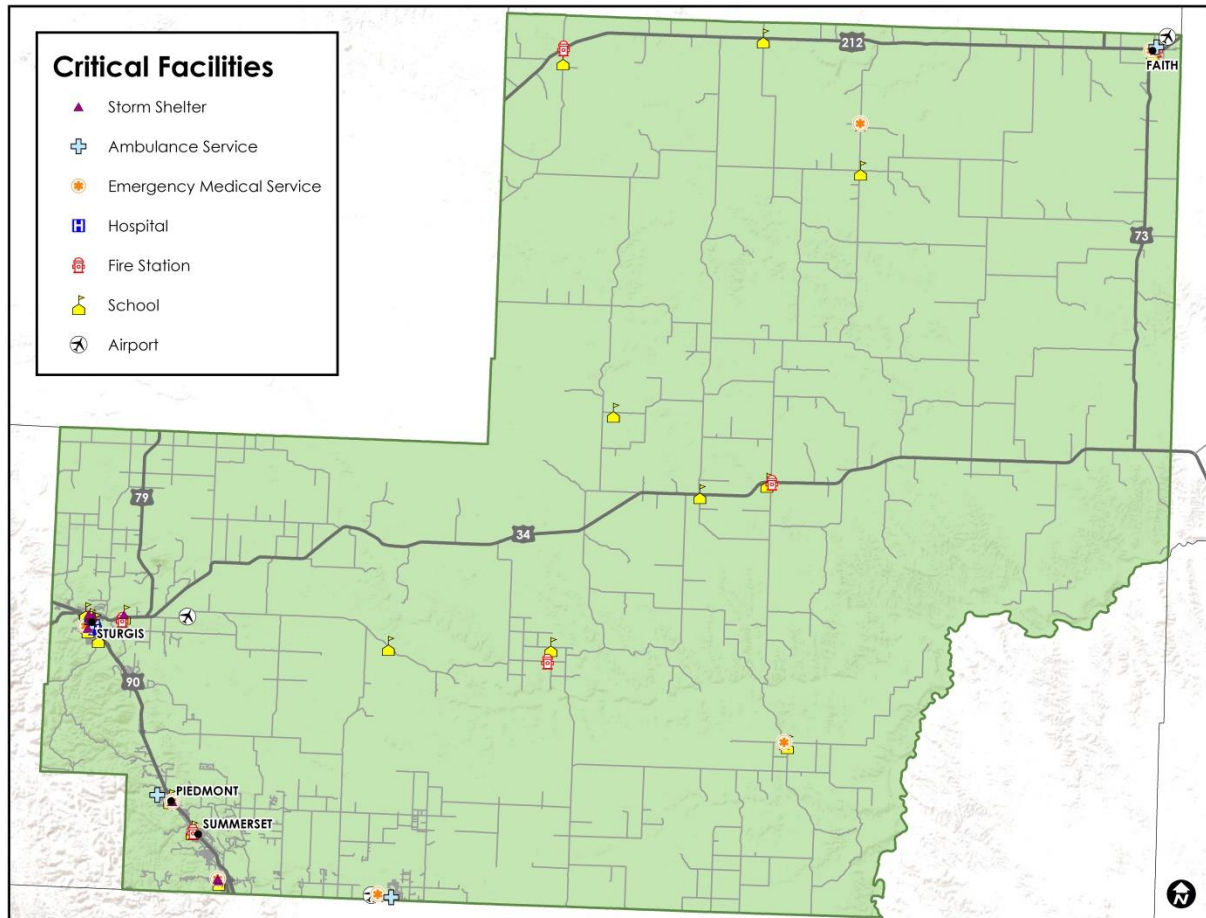 Critical Facilities
Storm Shelter
Ambulance Service
Emergency Medical Service
Hospital
Fire Station
School
Airport
212
FAITH
73
79
34
STURGIS
90
PIEDMONT
SUMMERSET
N